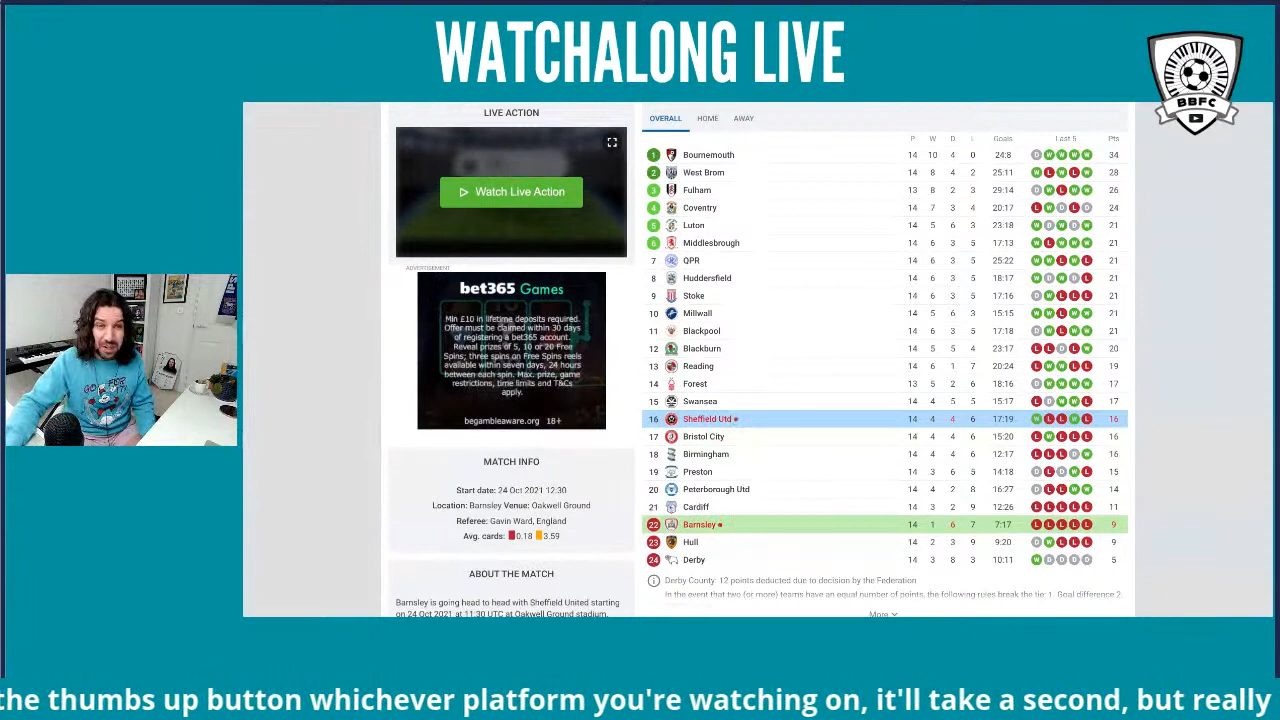 WATCHALONG LIVE
BBFC
LIVE ACTION
Watch Live Action
ADVERTISEMENT
bet365 Games
Min £10 in lifetime deposits required.
Offer must be claimed within 30 days
of registering a bet365 account.
Reveal prizes of 5, 10 or 20 Free
Spins; three spins on Free Spins reels
available within seven days, 24 hours
between each spin. Max. prize, game
restrictions, time limits and T&Cs
apply.
begambleaware.org 18+
MATCH INFO
Start date: 24 Oct 2021 12:30
Location: Barnsley Venue: Oakwell Ground
Referee: Gavin Ward, England
Avg. cards: 0.18 3.59
ABOUT THE MATCH
Barnsley is going head to head with Sheffield United starting
on 24 Oct 2021 at 11:30 UTC at Oakwell Ground stadium,
OVERALL HOME AWAY
P W D L Goals Last 5 Pts
1 Bournemouth 14 10 4 0 24:8 D W W W W 34
2 West Brom 14 8 4 2 25:11 W L W L W 28
3 Fulham 13 8 2 3 29:14 D W L W W 26
4 Coventry 14 7 3 4 20:17 L W D L D 24
5 Luton 14 5 6 3 23:18 W D W D W 21
6 Middlesbrough 14 6 3 5 17:13 W L W W W 21
7 QPR 14 6 3 5 25:22 W W L W L 21
8 Huddersfield 14 6 3 5 18:17 W D W D L 21
9 Stoke 14 6 3 5 17:16 D W L L L 21
10 Millwall 14 5 6 3 15:15 W W L W W 21
11 Blackpool 14 6 3 5 17:18 D W L W W 21
12 Blackburn 14 5 5 4 23:17 L L D L W 20
13 Reading 14 6 1 7 20:24 L W W L L 19
14 Forest 13 5 2 6 18:16 D W W W W 17
15 Swansea 14 4 5 5 15:17 L D W W L 17
16 Sheffield Utd 14 4 4 6 17:19 W L L W L 16
17 Bristol City 14 4 4 6 15:20 L W L L L 16
18 Birmingham 14 4 4 6 12:17 L L L D W 16
19 Preston 14 3 6 5 14:18 D L D W L 15
20 Peterborough Utd 14 4 2 8 16:27 D L L W W 14
21 Cardiff 14 3 2 9 12:26 L L L L L 11
22 Barnsley 14 1 6 7 7:17 L L L L L 9
23 Hull 14 2 3 9 9:20 D W L L L 9
24 Derby 14 3 8 3 10:11 W D D D D 5
Derby County: 12 points deducted due to decision by the Federation
In the event that two (or more) teams have an equal number of points, the following rules break the tie: 1. Goal difference 2.
More
the thumbs up button whichever platform you're watching on, it'll take a second, but really